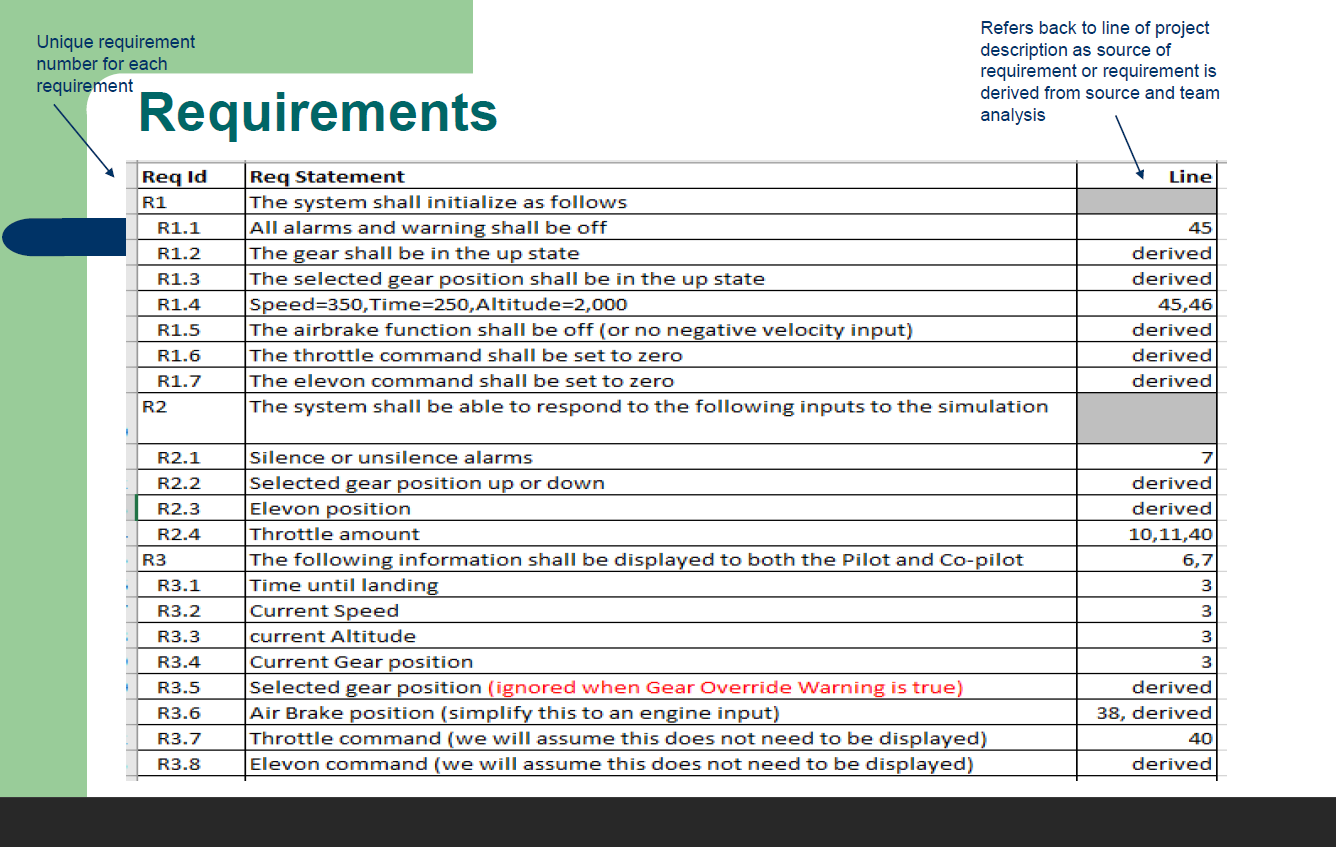 Unique requirement
number for each
requirement
Refers back to line of project
description as source of
requirement or requirement is
derived from source and team
analysis
Requirements
Req Id Req Statement Line
R1 The system shall initialize as follows
R1.1 All alarms and warning shall be off 45
R1.2 The gear shall be in the up state derived
R1.3 The selected gear position shall be in the up state derived
R1.4 Speed=350,Time=250,Altitude=2,000 45,46
R1.5 The airbrake function shall be off (or no negative velocity input) derived
R1.6 The throttle command shall be set to zero derived
R1.7 The elevon command shall be set to zero derived
R2 The system shall be able to respond to the following inputs to the simulation
R2.1 Silence or unsilence alarms 7
R2.2 Selected gear position up or down derived
R2.3 Elevon position derived
R2.4 Throttle amount 10,11,40
R3 The following information shall be displayed to both the Pilot and Co-pilot 6,7
R3.1 Time until landing 3
R3.2 Current Speed 3
R3.3 current Altitude 3
R3.4 Current Gear position 3
R3.5 Selected gear position (ignored when Gear Override Warning is true) derived
R3.6 Air Brake position (simplify this to an engine input) 38, derived
R3.7 Throttle command (we will assume this does not need to be displayed) 40
R3.8 Elevon command (we will assume this does not need to be displayed) derived